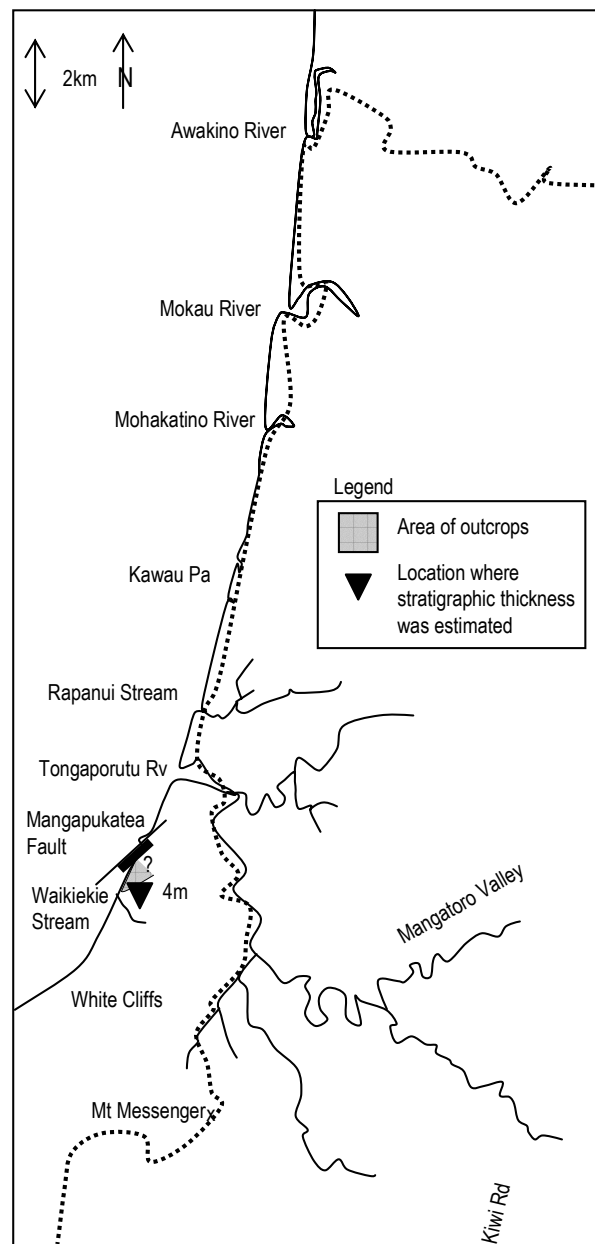 2km
N
Awakino River
Mokau River
Mohakatino River
Legend
Area of outcrops
Location where
stratigraphic thickness
was estimated
Kawau Pa
Rapanui Stream
Tongaporutu Rv
Mangapukatea
Fault
?
4m
Waikiekie
Stream
Mangatoro Valley
White Cliffs
Mt Messenger
x
Kiwi Rd